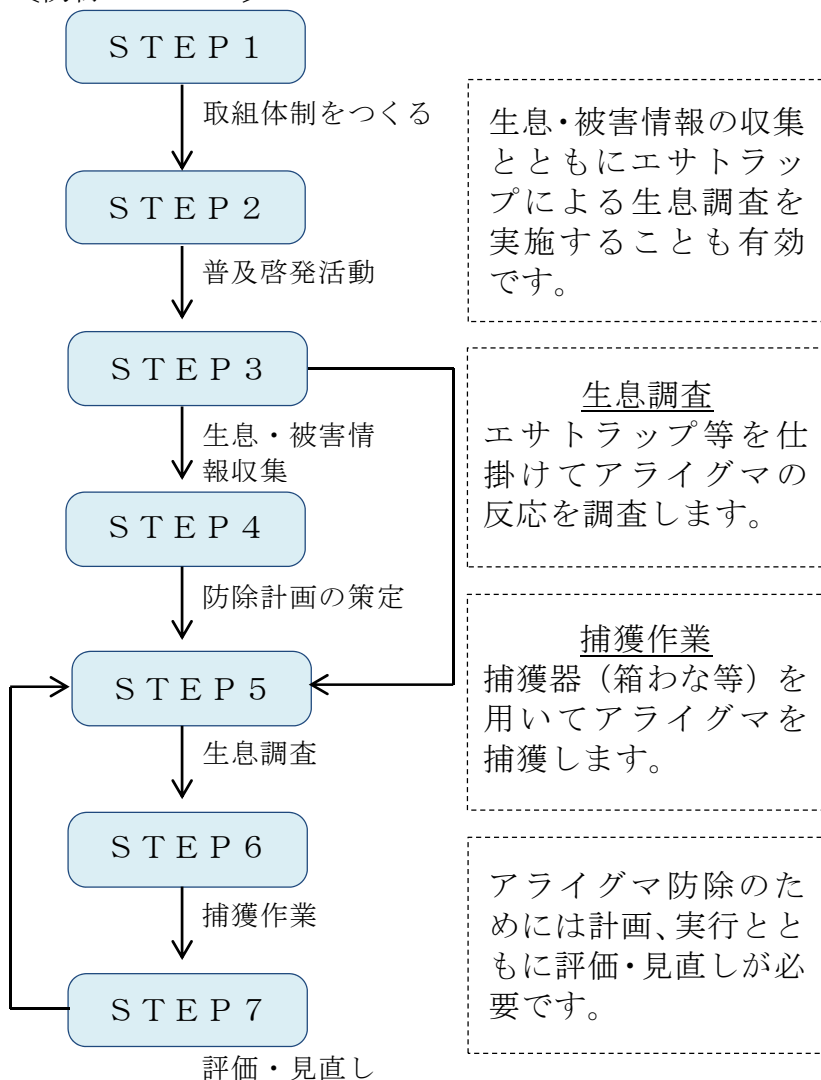 ＳＴＥＰ１
取組体制をつくる
ＳＴＥＰ２
普及啓発活動
ＳＴＥＰ３
生息・被害情
報収集
ＳＴＥＰ４
防除計画の策定
ＳＴＥＰ５
生息調査
ＳＴＥＰ６
捕獲作業
ＳＴＥＰ７
評価・見直し
生息・被害情報の収集
とともにエサトラッ
プによる生息調査を
実施することも有効
です。
生息調査
エサトラップ等を仕
掛けてアライグマの
反応を調査します。
捕獲作業
捕獲器（箱わな等）を
用いてアライグマを
捕獲します。
アライグマ防除のた
めには計画、実行とと
もに評価・見直しが必
要です。